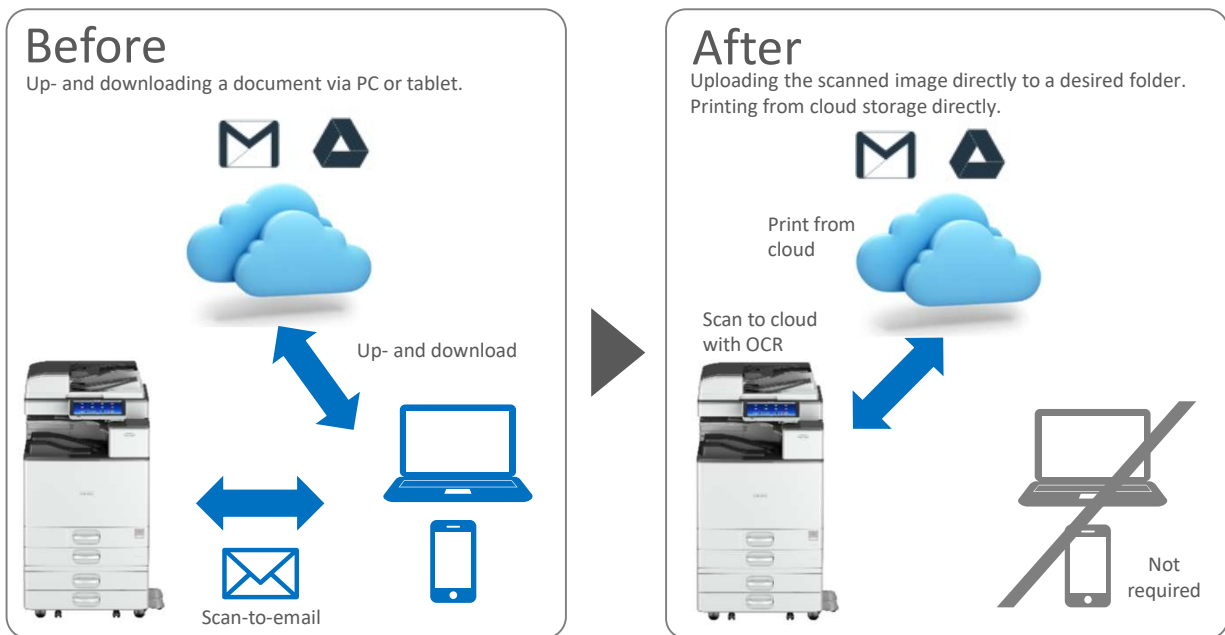 Before
Up- and downloading a document via PC or tablet.
Up- and download
Scan-to-email
After
Uploading the scanned image directly to a desired folder.
Printing from cloud storage directly.
Print from
cloud
Scan to cloud
with OCR
Not
required